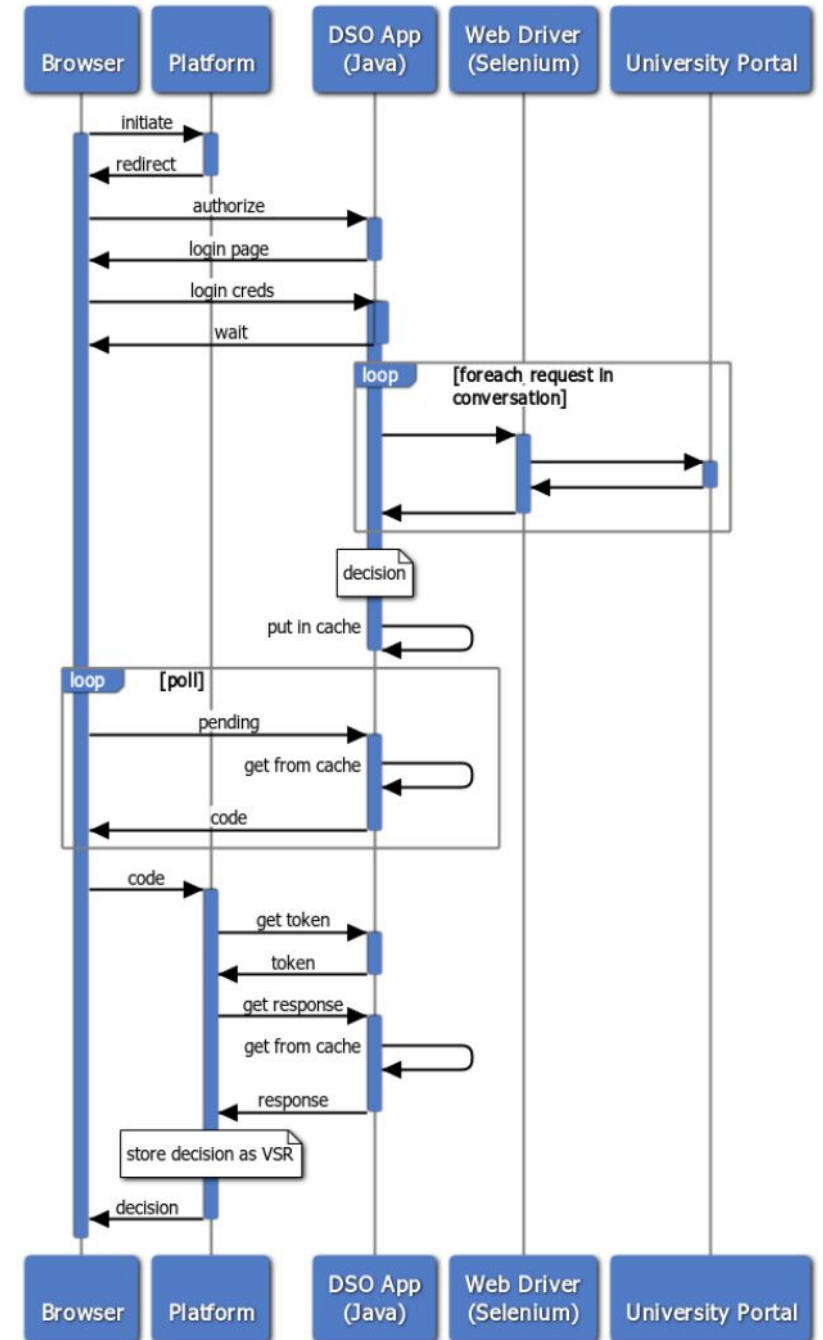 Browser
Platform
DSO App
(Java)
Web Driver
(Selenium)
University Portal
initiate
redirect
authorize
login page
login creds
wait
loop
[foreach request in
conversation]
decision
put in cache
loop
[poll]
pending
get from cache
code
code
get token
token
get response
get from cache
response
store decision as VSR
decision
Browser
Platform
DSO App
(Java)
Web Driver
(Selenium)
University Portal